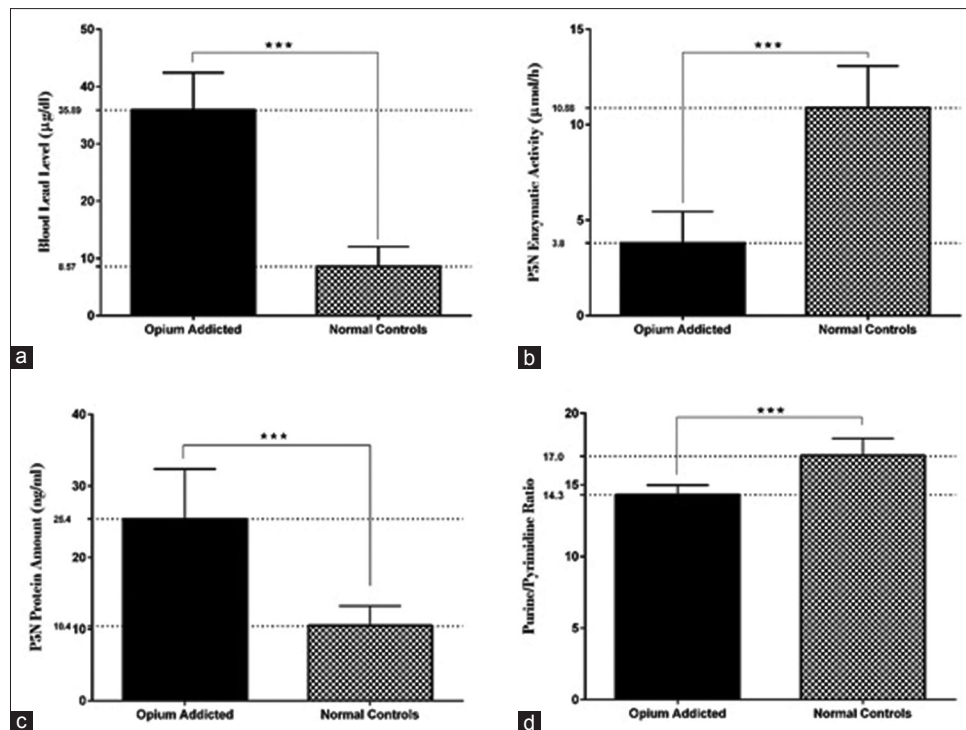 50
40
35.89
30
20
10
8.57
0
Blood Lead Level (µg/dl)
***
Opium Addicted
Normal Controls
a
15
10.88
10
5
3.8
0
P5N Enzymatic Activity (µmol/h)
***
Opium Addicted
Normal Controls
b
40
30
25.4
20
10.4
10
0
P5N Protein Amount (ng/ml)
***
Opium Addicted
Normal Controls
c
20
17.0
15
14.3
10
5
0
Purine/Pyrimidine Ratio
***
Opium Addicted
Normal Controls
d